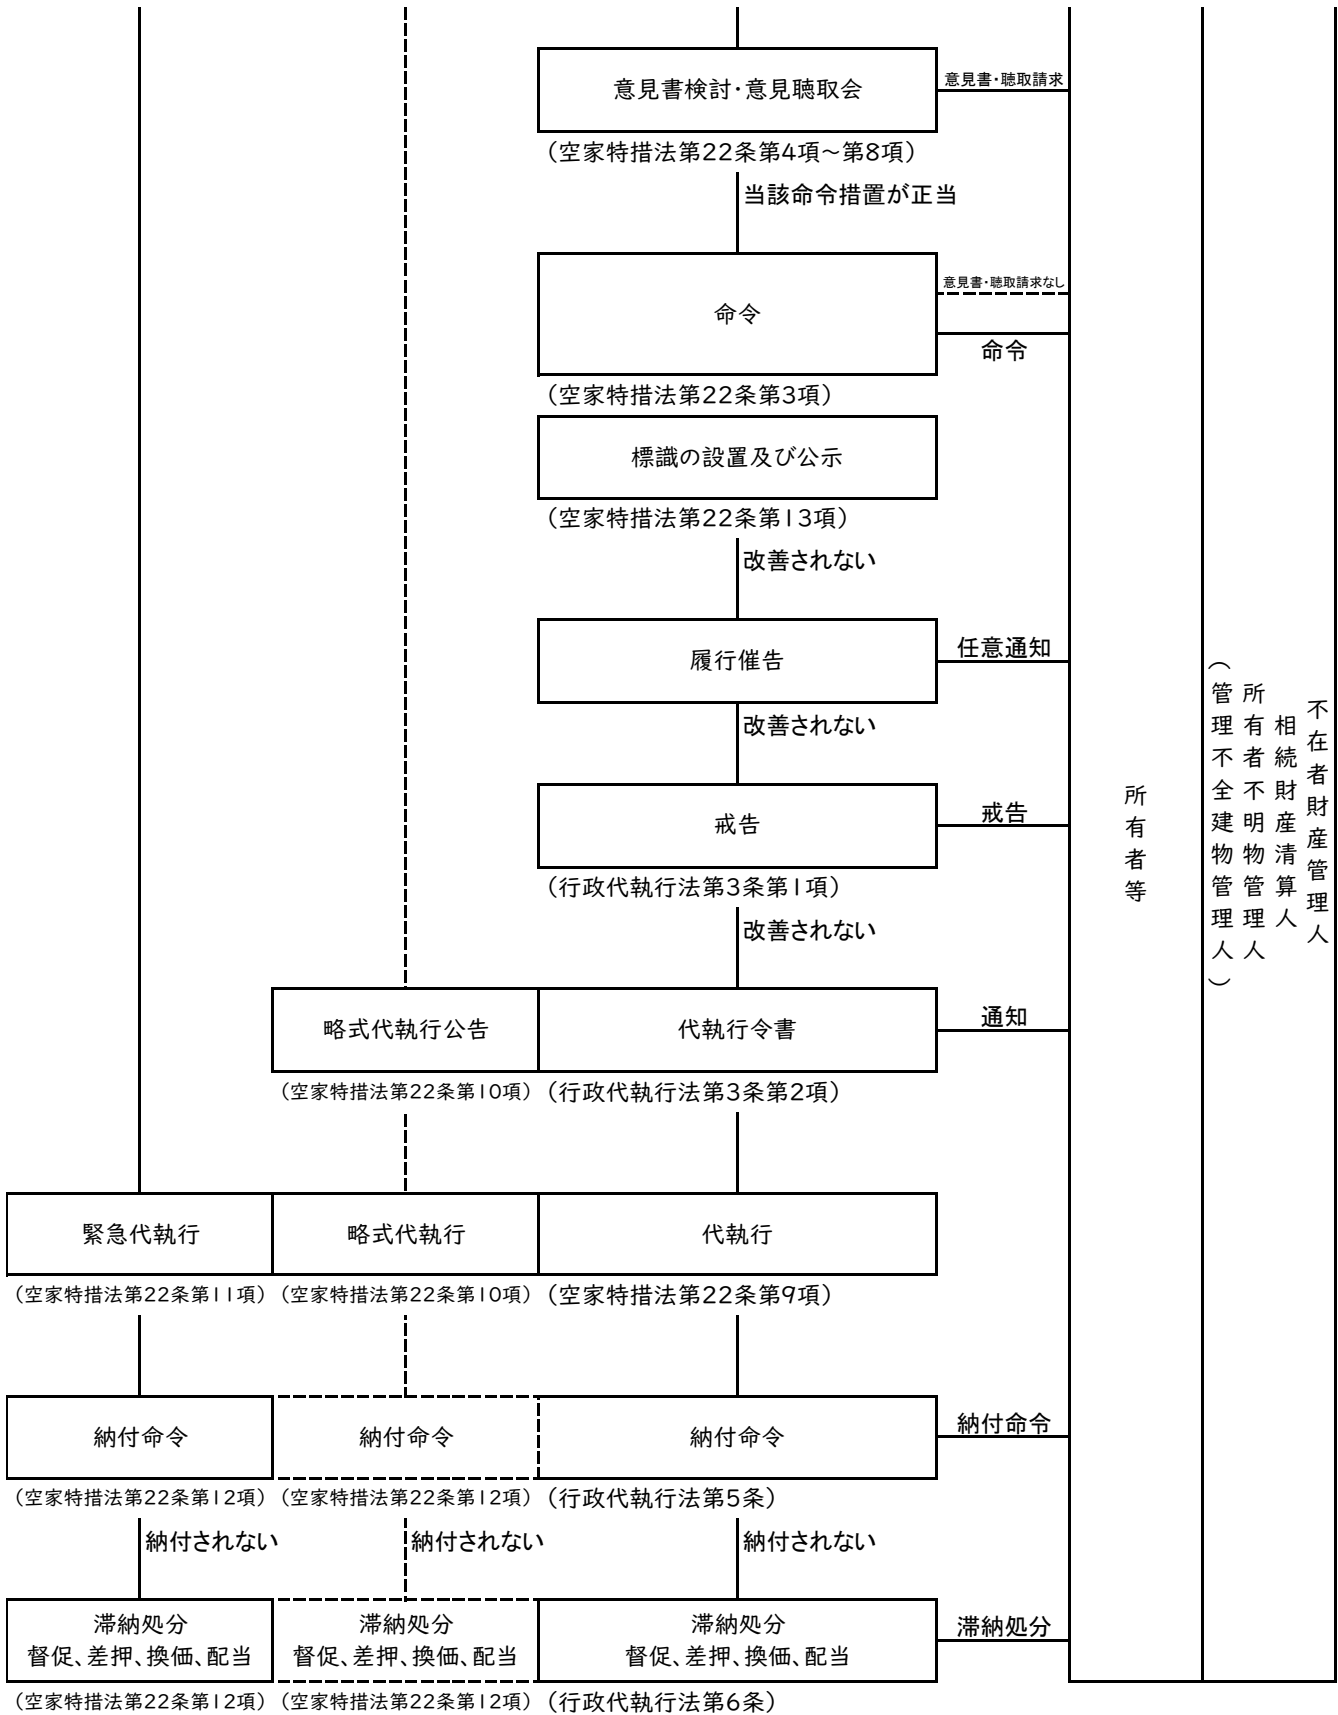 意見書検討・意見聴取会
意見書・聴取請求
（空家特措法第22条第4項～第8項）
当該命令措置が正当
命令
意見書・聴取請求なし
命令
（空家特措法第22条第3項）
標識の設置及び公示
（空家特措法第22条第13項）
改善されない
履行催告
任意通知
改善されない
戒告
戒告
（行政代執行法第3条第1項）
改善されない
略式代執行公告
代執行令書
通知
（空家特措法第22条第10項）
（行政代執行法第3条第2項）
緊急代執行
略式代執行
代執行
（空家特措法第22条第11項）
（空家特措法第22条第10項）
（空家特措法第22条第9項）
納付命令
納付命令
納付命令
納付命令
（空家特措法第22条第12項）
（空家特措法第22条第12項）
（行政代執行法第5条）
納付されない
納付されない
納付されない
滞納処分
督促、差押、換価、配当
滞納処分
督促、差押、換価、配当
滞納処分
督促、差押、換価、配当
滞納処分
（空家特措法第22条第12項）
（空家特措法第22条第12項）
（行政代執行法第6条）
所有者等
不在者財産管理人
相続財産清算人
所有者不明物管理人
（管理不全建物管理人）